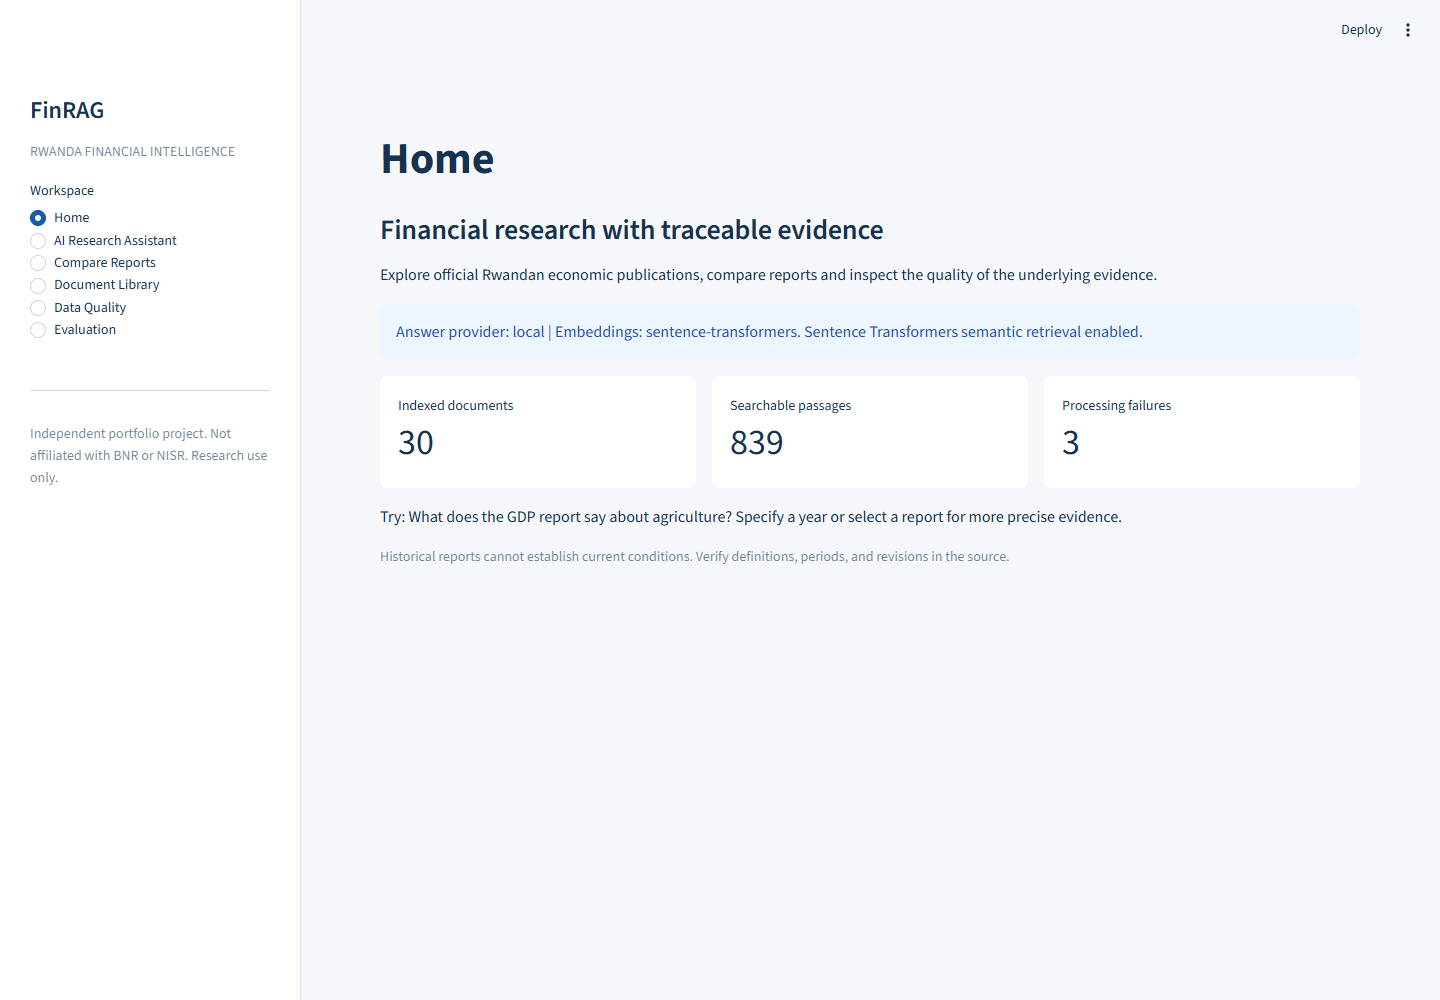 Deploy
FinRAG
RWANDA FINANCIAL INTELLIGENCE
Workspace
Home
AI Research Assistant
Compare Reports
Document Library
Data Quality
Evaluation
Independent portfolio project. Not
affiliated with BNR or NISR. Research use
only.
Home
Financial research with traceable evidence
Explore official Rwandan economic publications, compare reports and inspect the quality of the underlying evidence.
Answer provider: local | Embeddings: sentence-transformers. Sentence Transformers semantic retrieval enabled.
Indexed documents
30
Searchable passages
839
Processing failures
3
Try: What does the GDP report say about agriculture? Specify a year or select a report for more precise evidence.
Historical reports cannot establish current conditions. Verify definitions, periods, and revisions in the source.